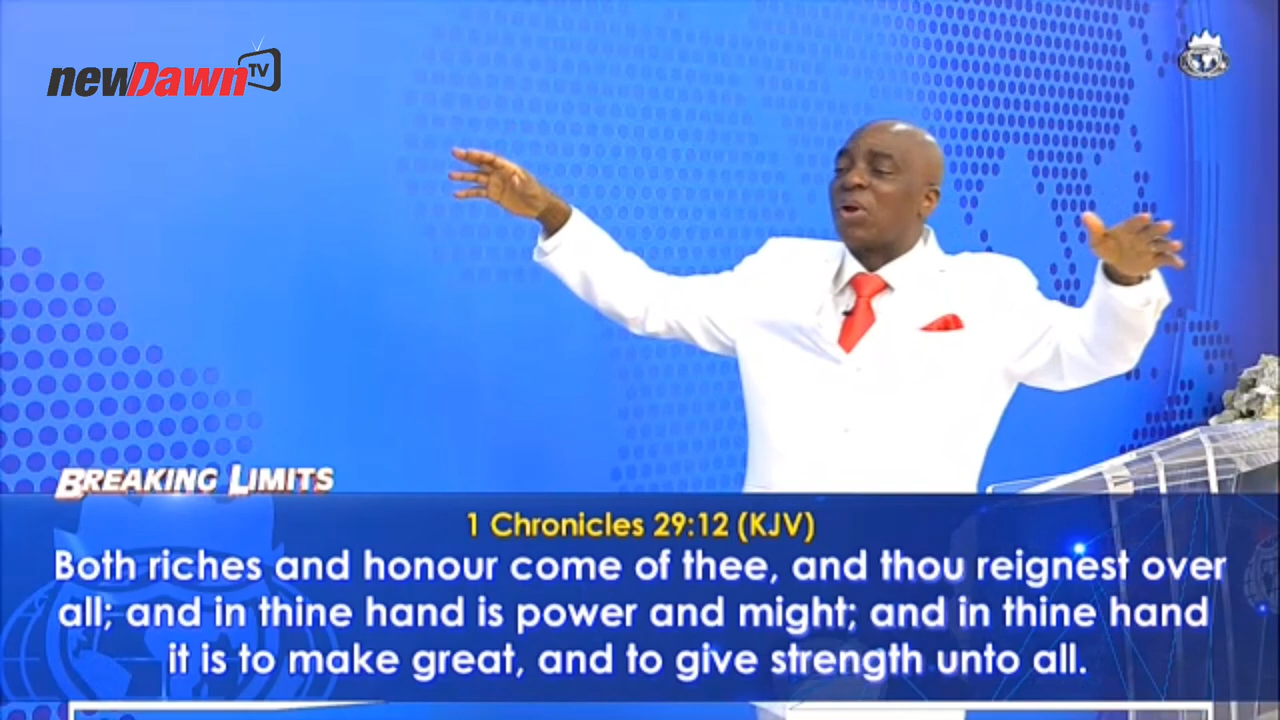 newDawn TV
BREAKING LIMITS
1 Chronicles 29:12 (KJV)
Both riches and honour come of thee, and thou reignest over
all; and in thine hand is power and might; and in thine hand
it is to make great, and to give strength unto all.